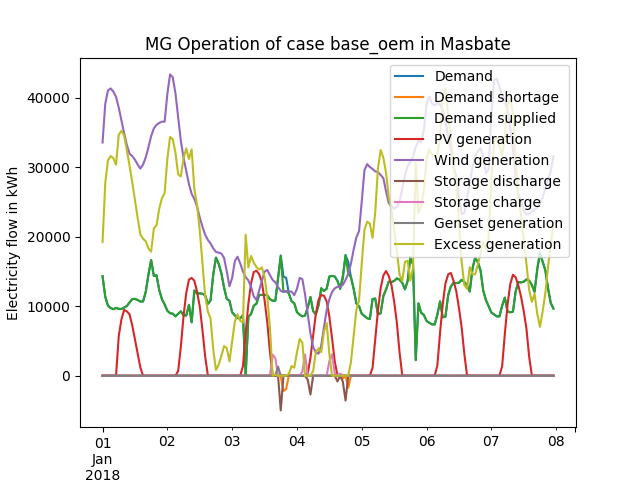 MG Operation of case base_oem in Masbate
Demand
Demand shortage
Demand supplied
PV generation
Wind generation
Storage discharge
Storage charge
Genset generation
Excess generation
Electricity flow in kWh
40000
30000
20000
10000
0
01 02 03 04 05 06 07 08
Jan
2018